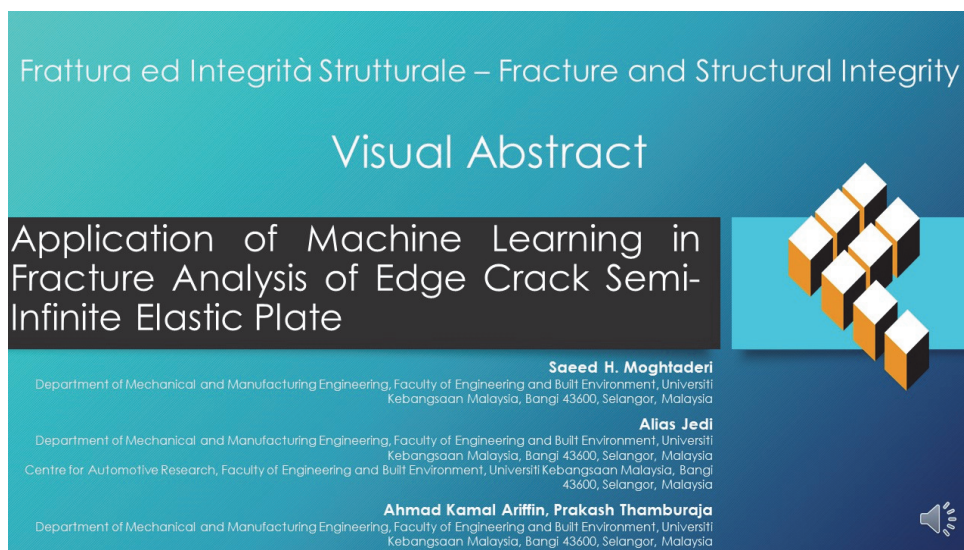 Frattura ed Integrità Strutturale – Fracture and Structural Integrity
Visual Abstract
Application of Machine Learning in
Fracture Analysis of Edge Crack Semi-
Infinite Elastic Plate
Saeed H. Moghtaderi
Department of Mechanical and Manufacturing Engineering, Faculty of Engineering and Built Environment, Universiti
Kebangsaan Malaysia, Bangi 43600, Selangor, Malaysia
Alias Jedi
Department of Mechanical and Manufacturing Engineering, Faculty of Engineering and Built Environment, Universiti
Kebangsaan Malaysia, Bangi 43600, Selangor, Malaysia
Centre for Automotive Research, Faculty of Engineering and Built Environment, Universiti Kebangsaan Malaysia, Bangi
43600, Selangor, Malaysia
Ahmad Kamal Ariffin, Prakash Thamburaja
Department of Mechanical and Manufacturing Engineering, Faculty of Engineering and Built Environment, Universiti
Kebangsaan Malaysia, Bangi 43600, Selangor, Malaysia